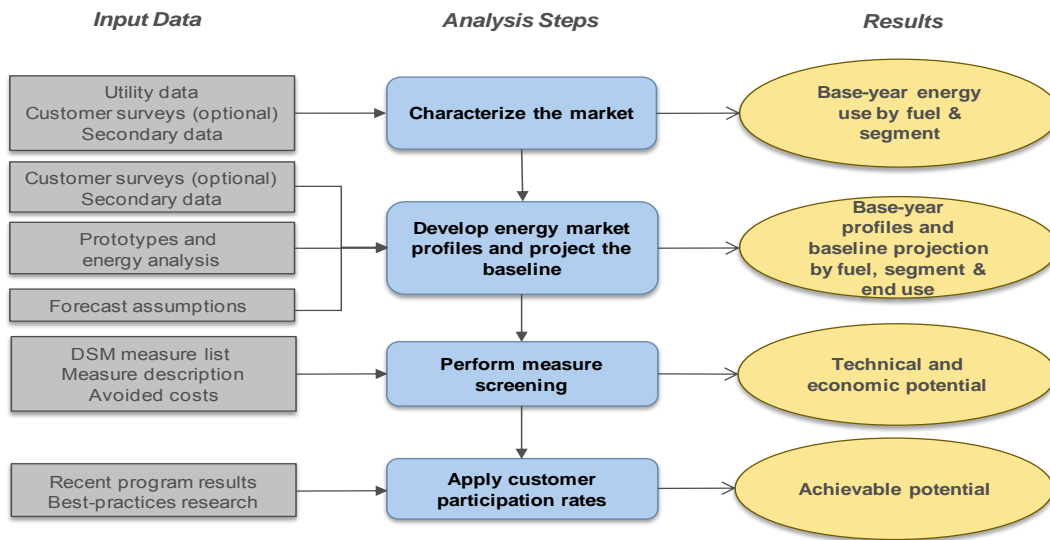 Input Data
Analysis Steps
Results
Utility data
Customer surveys (optional)
Secondary data
Characterize the market
Base-year energy
use by fuel &
segment
Customer surveys (optional)
Secondary data
Prototypes and
energy analysis
Forecast assumptions
Develop energy market
profiles and project the
baseline
Base-year
profiles and
baseline projection
by fuel, segment &
end use
DSM measure list
Measure description
Avoided costs
Perform measure
screening
Technical and
economic potential
Recent program results
Best-practices research
Apply customer
participation rates
Achievable potential